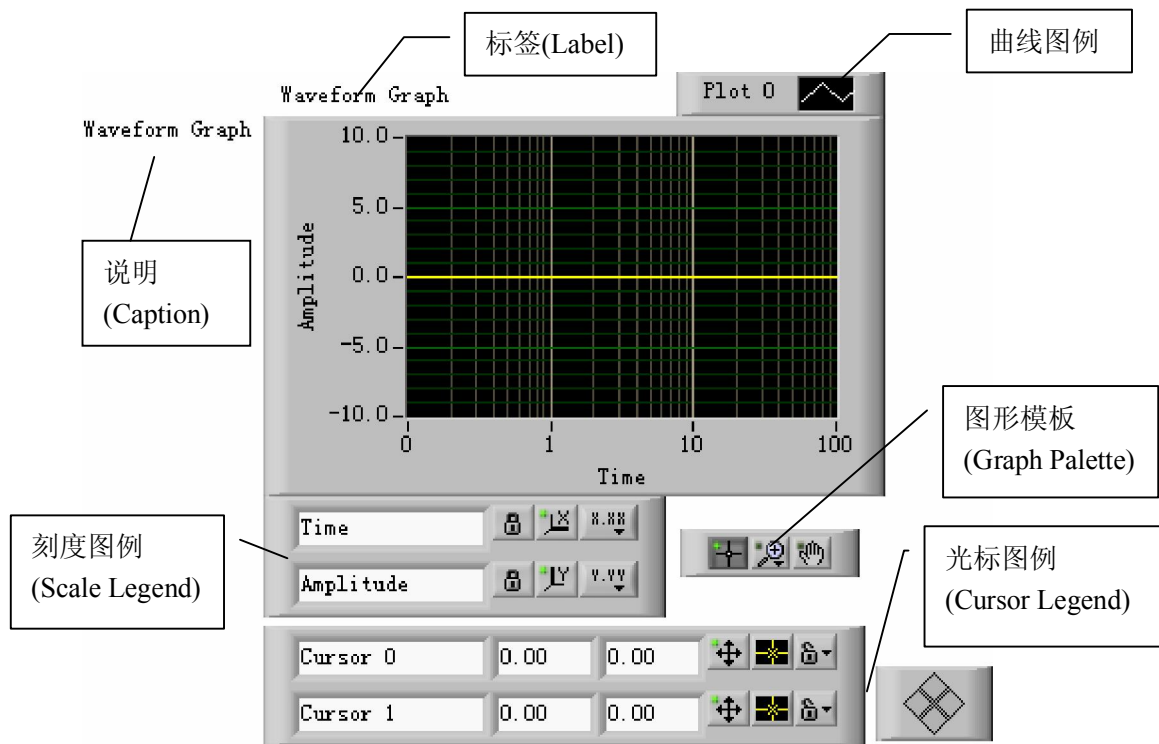 标签(Label)
曲线图例
Waveform Graph
Plot 0
Waveform Graph
说明
(Caption)
Amplitude
10.0
5.0
0.0
-5.0
-10.0
0
1
10
100
Time
图形模板
(Graph Palette)
刻度图例
(Scale Legend)
Time
X.XX
Amplitude
Y.YY
光标图例
(Cursor Legend)
Cursor 0 0.00 0.00
Cursor 1 0.00 0.00